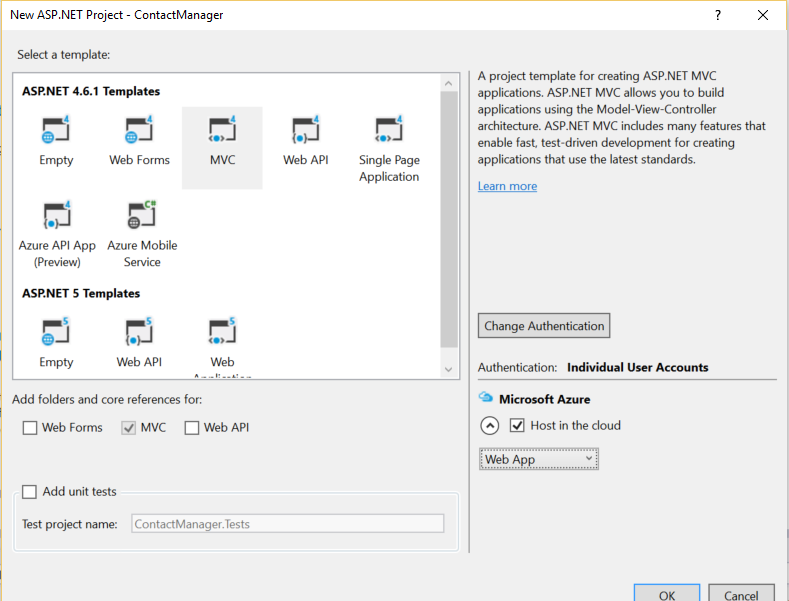 New ASP.NET Project - ContactManager
?
Select a template:
ASP.NET 4.6.1 Templates
Empty
Web Forms
MVC
Web API
Single Page
Application
Azure API App
(Preview)
Azure Mobile
Service
ASP.NET 5 Templates
Empty
Web API
Web
Application
A project template for creating ASP.NET MVC
applications. ASP.NET MVC allows you to build
applications using the Model-View-Controller
architecture. ASP.NET MVC includes many features that
enable fast, test-driven development for creating
applications that use the latest standards.
Learn more
Change Authentication
Authentication: Individual User Accounts
Microsoft Azure
Host in the cloud
Web App
Add folders and core references for:
Web Forms
MVC
Web API
Add unit tests
Test project name: ContactManager.Tests
OK
Cancel